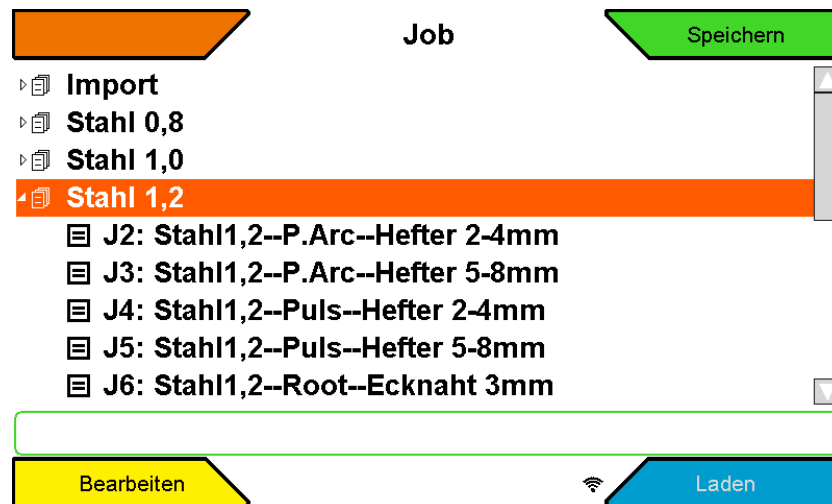 Job
Speichern
Import
Stahl 0,8
Stahl 1,0
Stahl 1,2
J2: Stahl1,2--P.Arc--Hefter 2-4mm
J3: Stahl1,2--P.Arc--Hefter 5-8mm
J4: Stahl1,2--Puls--Hefter 2-4mm
J5: Stahl1,2--Puls--Hefter 5-8mm
J6: Stahl1,2--Root--Ecknaht 3mm
Bearbeiten
Laden